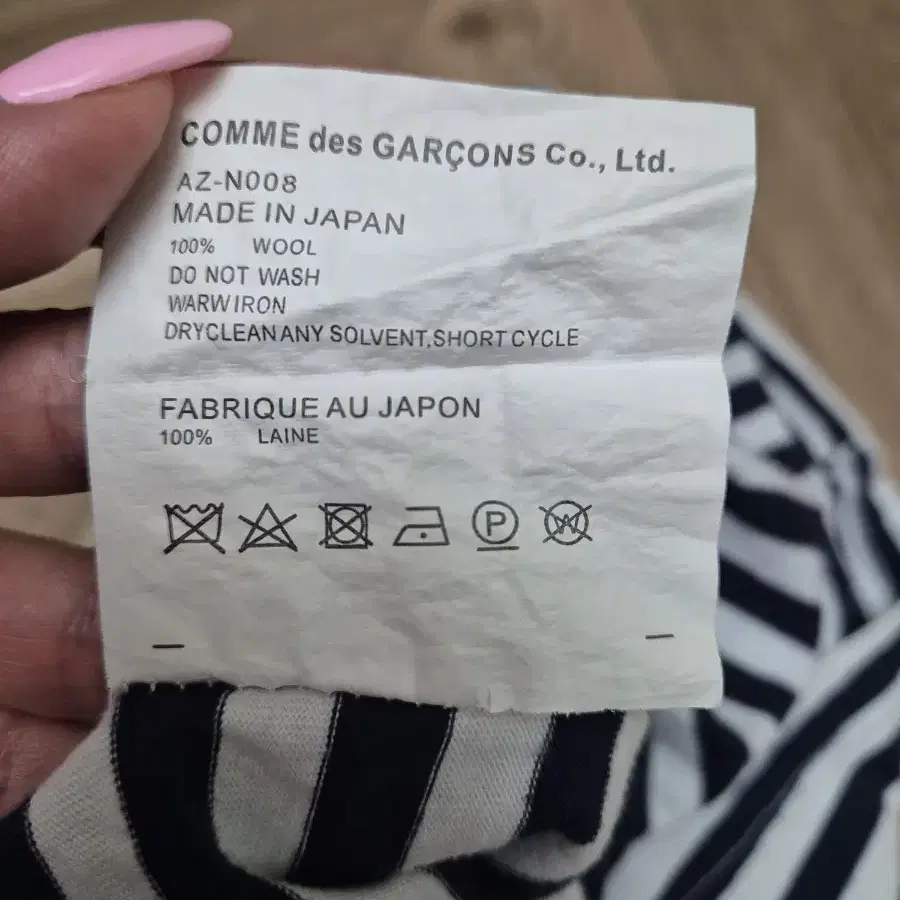 COMME des GARÇONS Co., Ltd.
AZ-N008
MADE IN JAPAN
100% WOOL
DO NOT WASH
WARW IRON
DRYCLEAN ANY SOLVENT, SHORT CYCLE
FABRIQUE AU JAPON
100% LAINE
P W